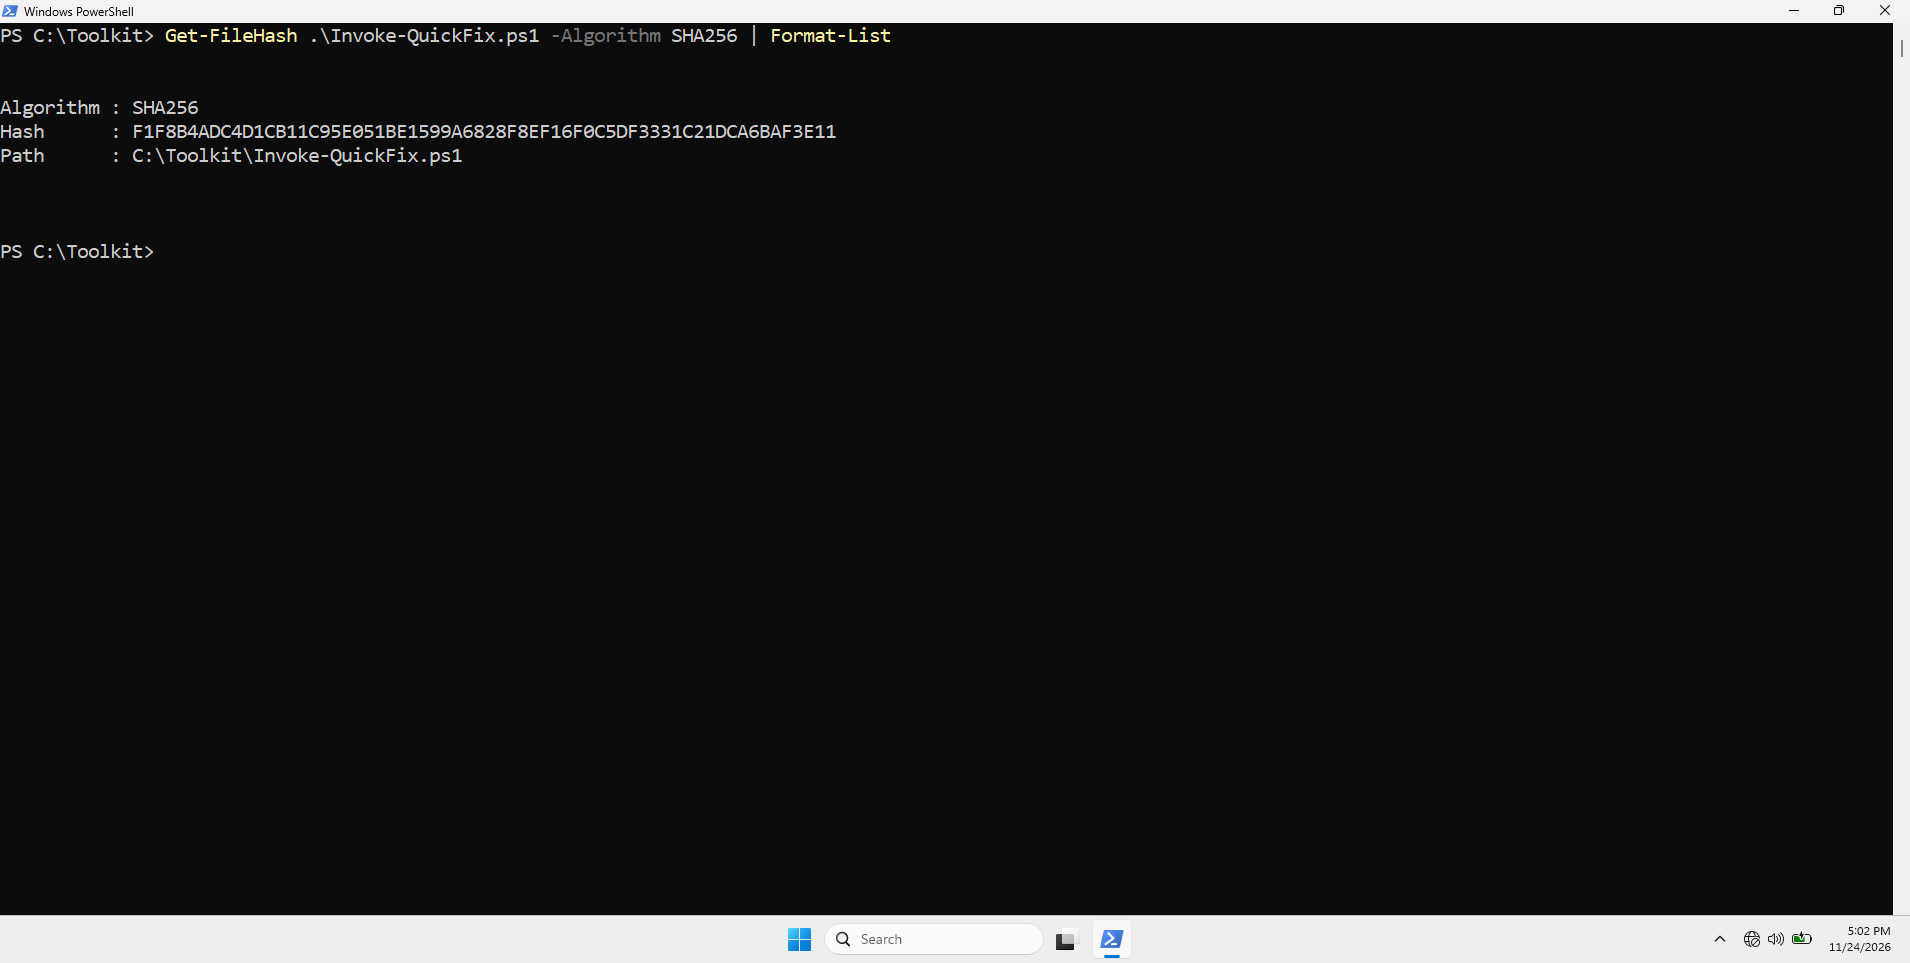 Windows PowerShell
PS C:\Toolkit> Get-FileHash .\Invoke-QuickFix.ps1 -Algorithm SHA256 | Format-List
Algorithm : SHA256
Hash      : F1F8B4ADC4D1CB11C95E051BE1599A6828F8EF16F0C5DF3331C21DCA6BAF3E11
Path      : C:\Toolkit\Invoke-QuickFix.ps1
PS C:\Toolkit>
Search
5:02 PM
11/24/2026